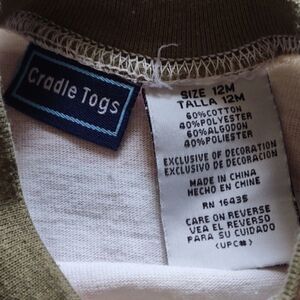 Cradle Togs
SIZE 12M
TALLA 12M
60%COTTON
40%POLYESTER
60%ALGODON
40%POLIESTER
EXCLUSIVE OF DECORATION
EXCLUSIVO DE DECORACION
MADE IN CHINA
HECHO EN CHINE
RN 16435
CARE ON REVERSE
VEA EL REVERSO
PARA SU CUIDADO
<UPC#>